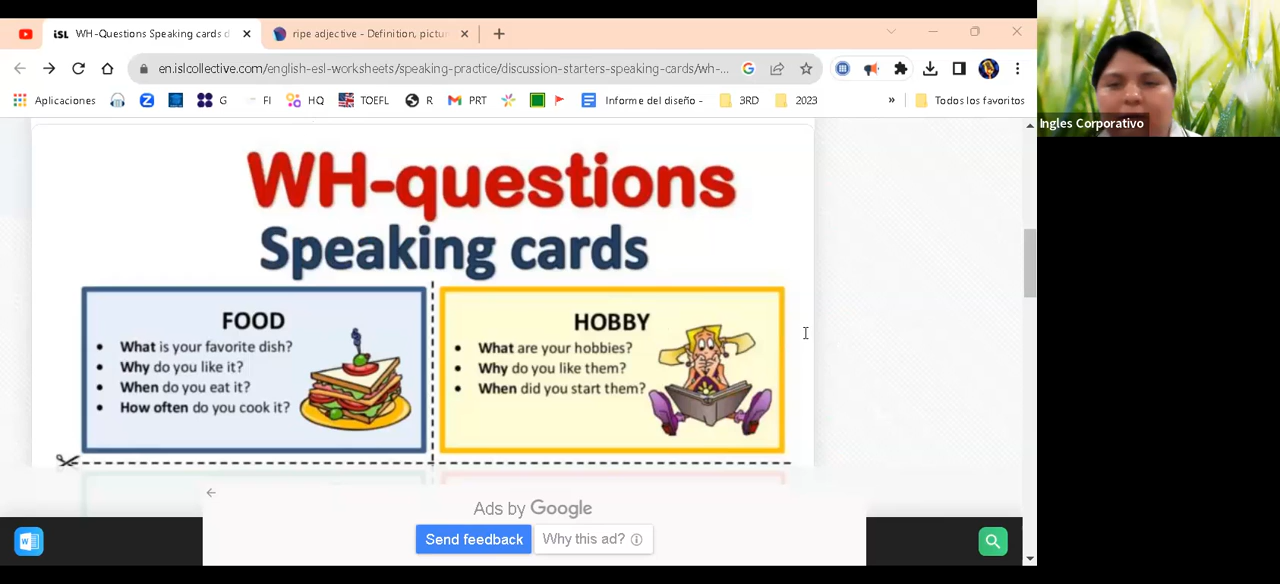 WH-Questions Speaking cards d
ripe adjective - Definition, pictur
en.islcollective.com/english-esl-worksheets/speaking-practice/discussion-starters-speaking-cards/wh-...
Aplicaciones
G
FI
HQ
TOEFL
R
PRT
Informe del diseño -
3RD
2023
»
Todos los favoritos
Ingles Corporativo
WH-questions
Speaking cards
FOOD
• What is your favorite dish?
• Why do you like it?
• When do you eat it?
• How often do you cook it?
HOBBY
• What are your hobbies?
• Why do you like them?
• When did you start them?
Ads by Google
Send feedback
Why this ad?